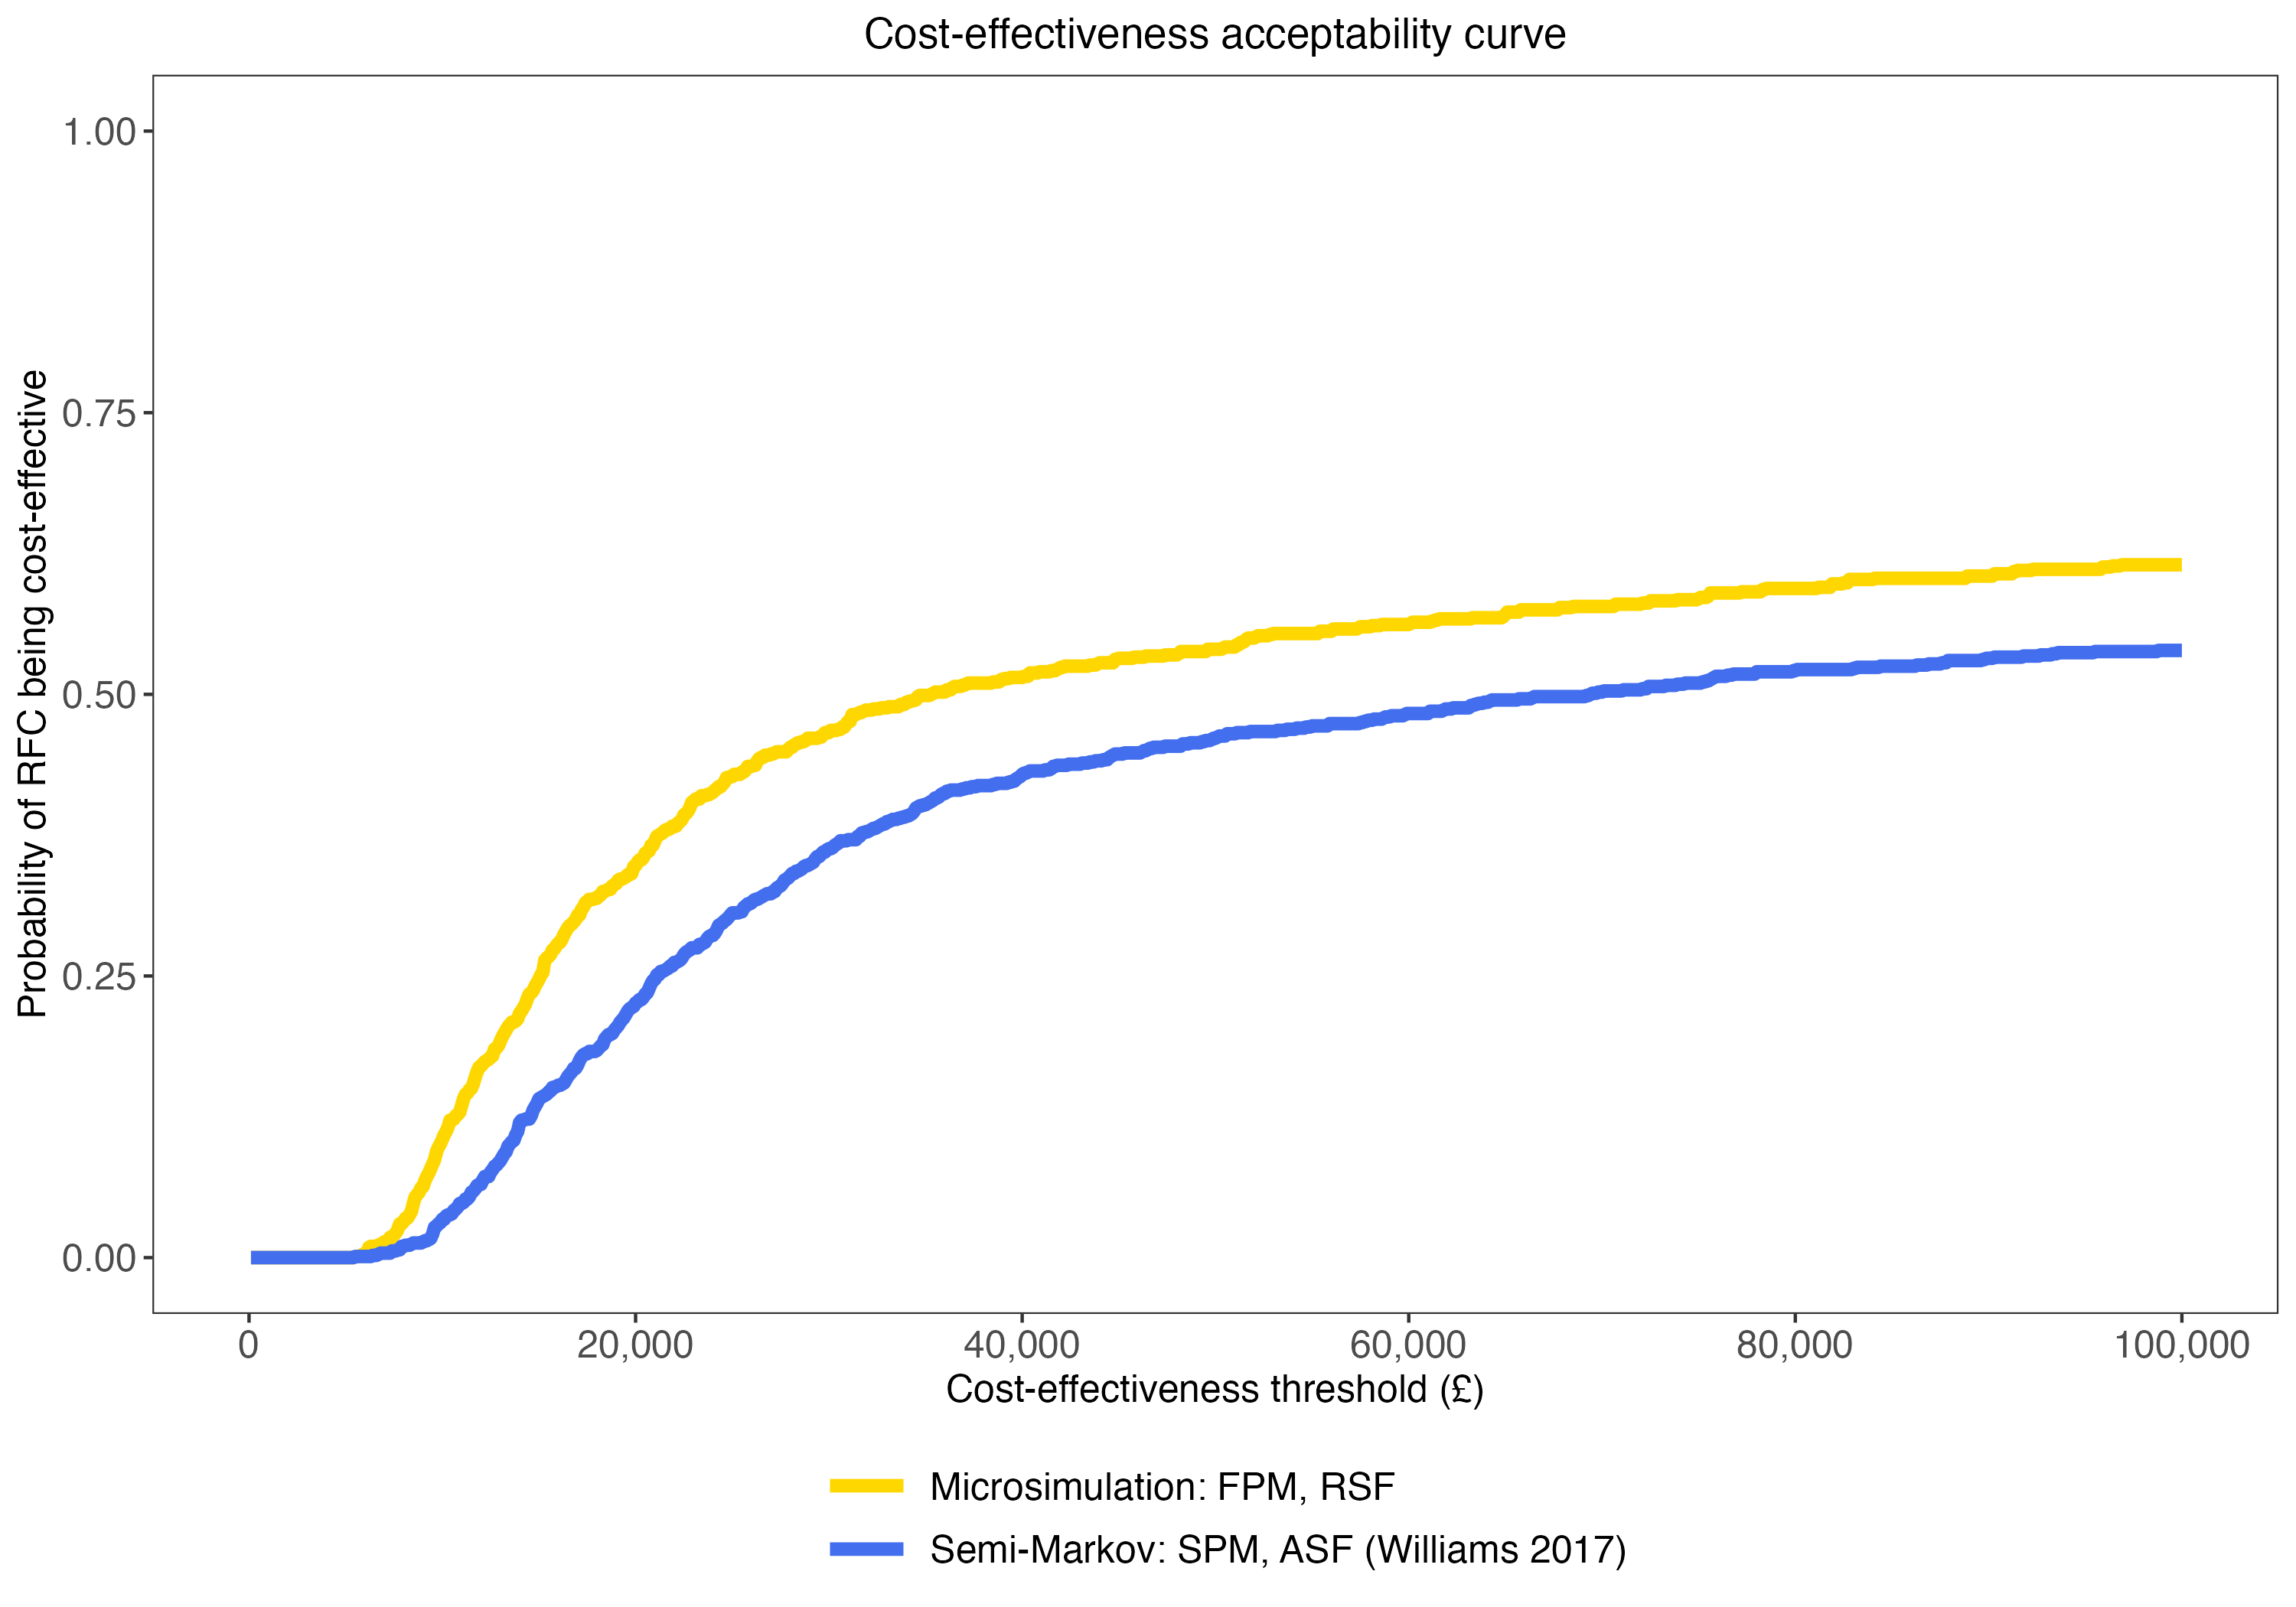 Cost-effectiveness acceptability curve
Probability of RFC being cost-effective
1.00
0.75
0.50
0.25
0.00
0 20,000 40,000 60,000 80,000 100,000
Cost-effectiveness threshold (£)
Microsimulation: FPM, RSF
Semi-Markov: SPM, ASF (Williams 2017)